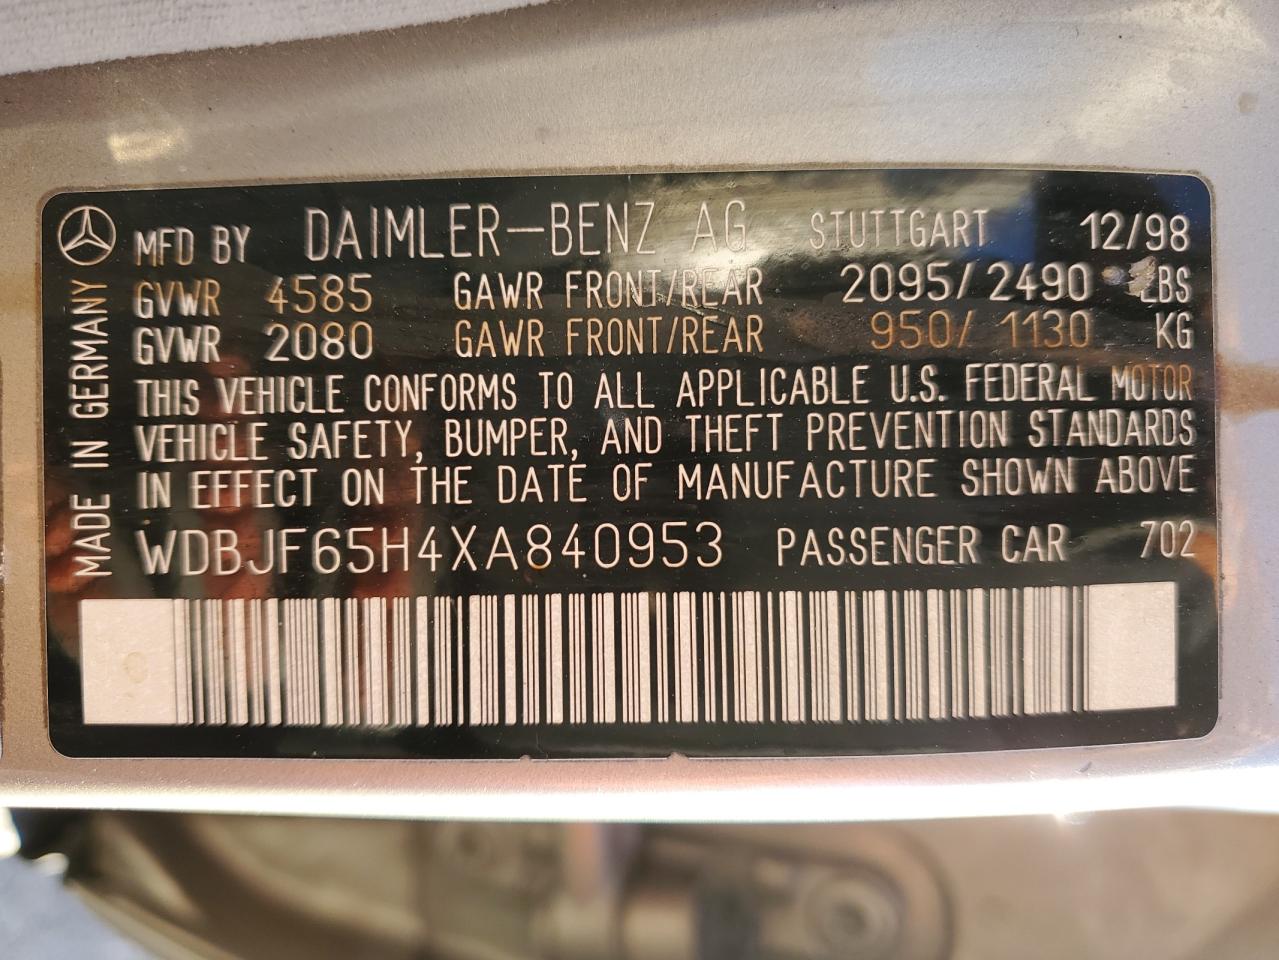 MFD BY DAIMLER-BENZ AG STUTTGART 12/98
GVWR 4585 GAWR FRONT/REAR 2095/2490 LBS
GVWR 2080 GAWR FRONT/REAR 950/1130 KG
THIS VEHICLE CONFORMS TO ALL APPLICABLE U.S. FEDERAL MOTOR
VEHICLE SAFETY, BUMPER, AND THEFT PREVENTION STANDARDS
IN EFFECT ON THE DATE OF MANUFACTURE SHOWN ABOVE
WDBJF65H4XA840953 PASSENGER CAR 702
MADE IN GERMANY